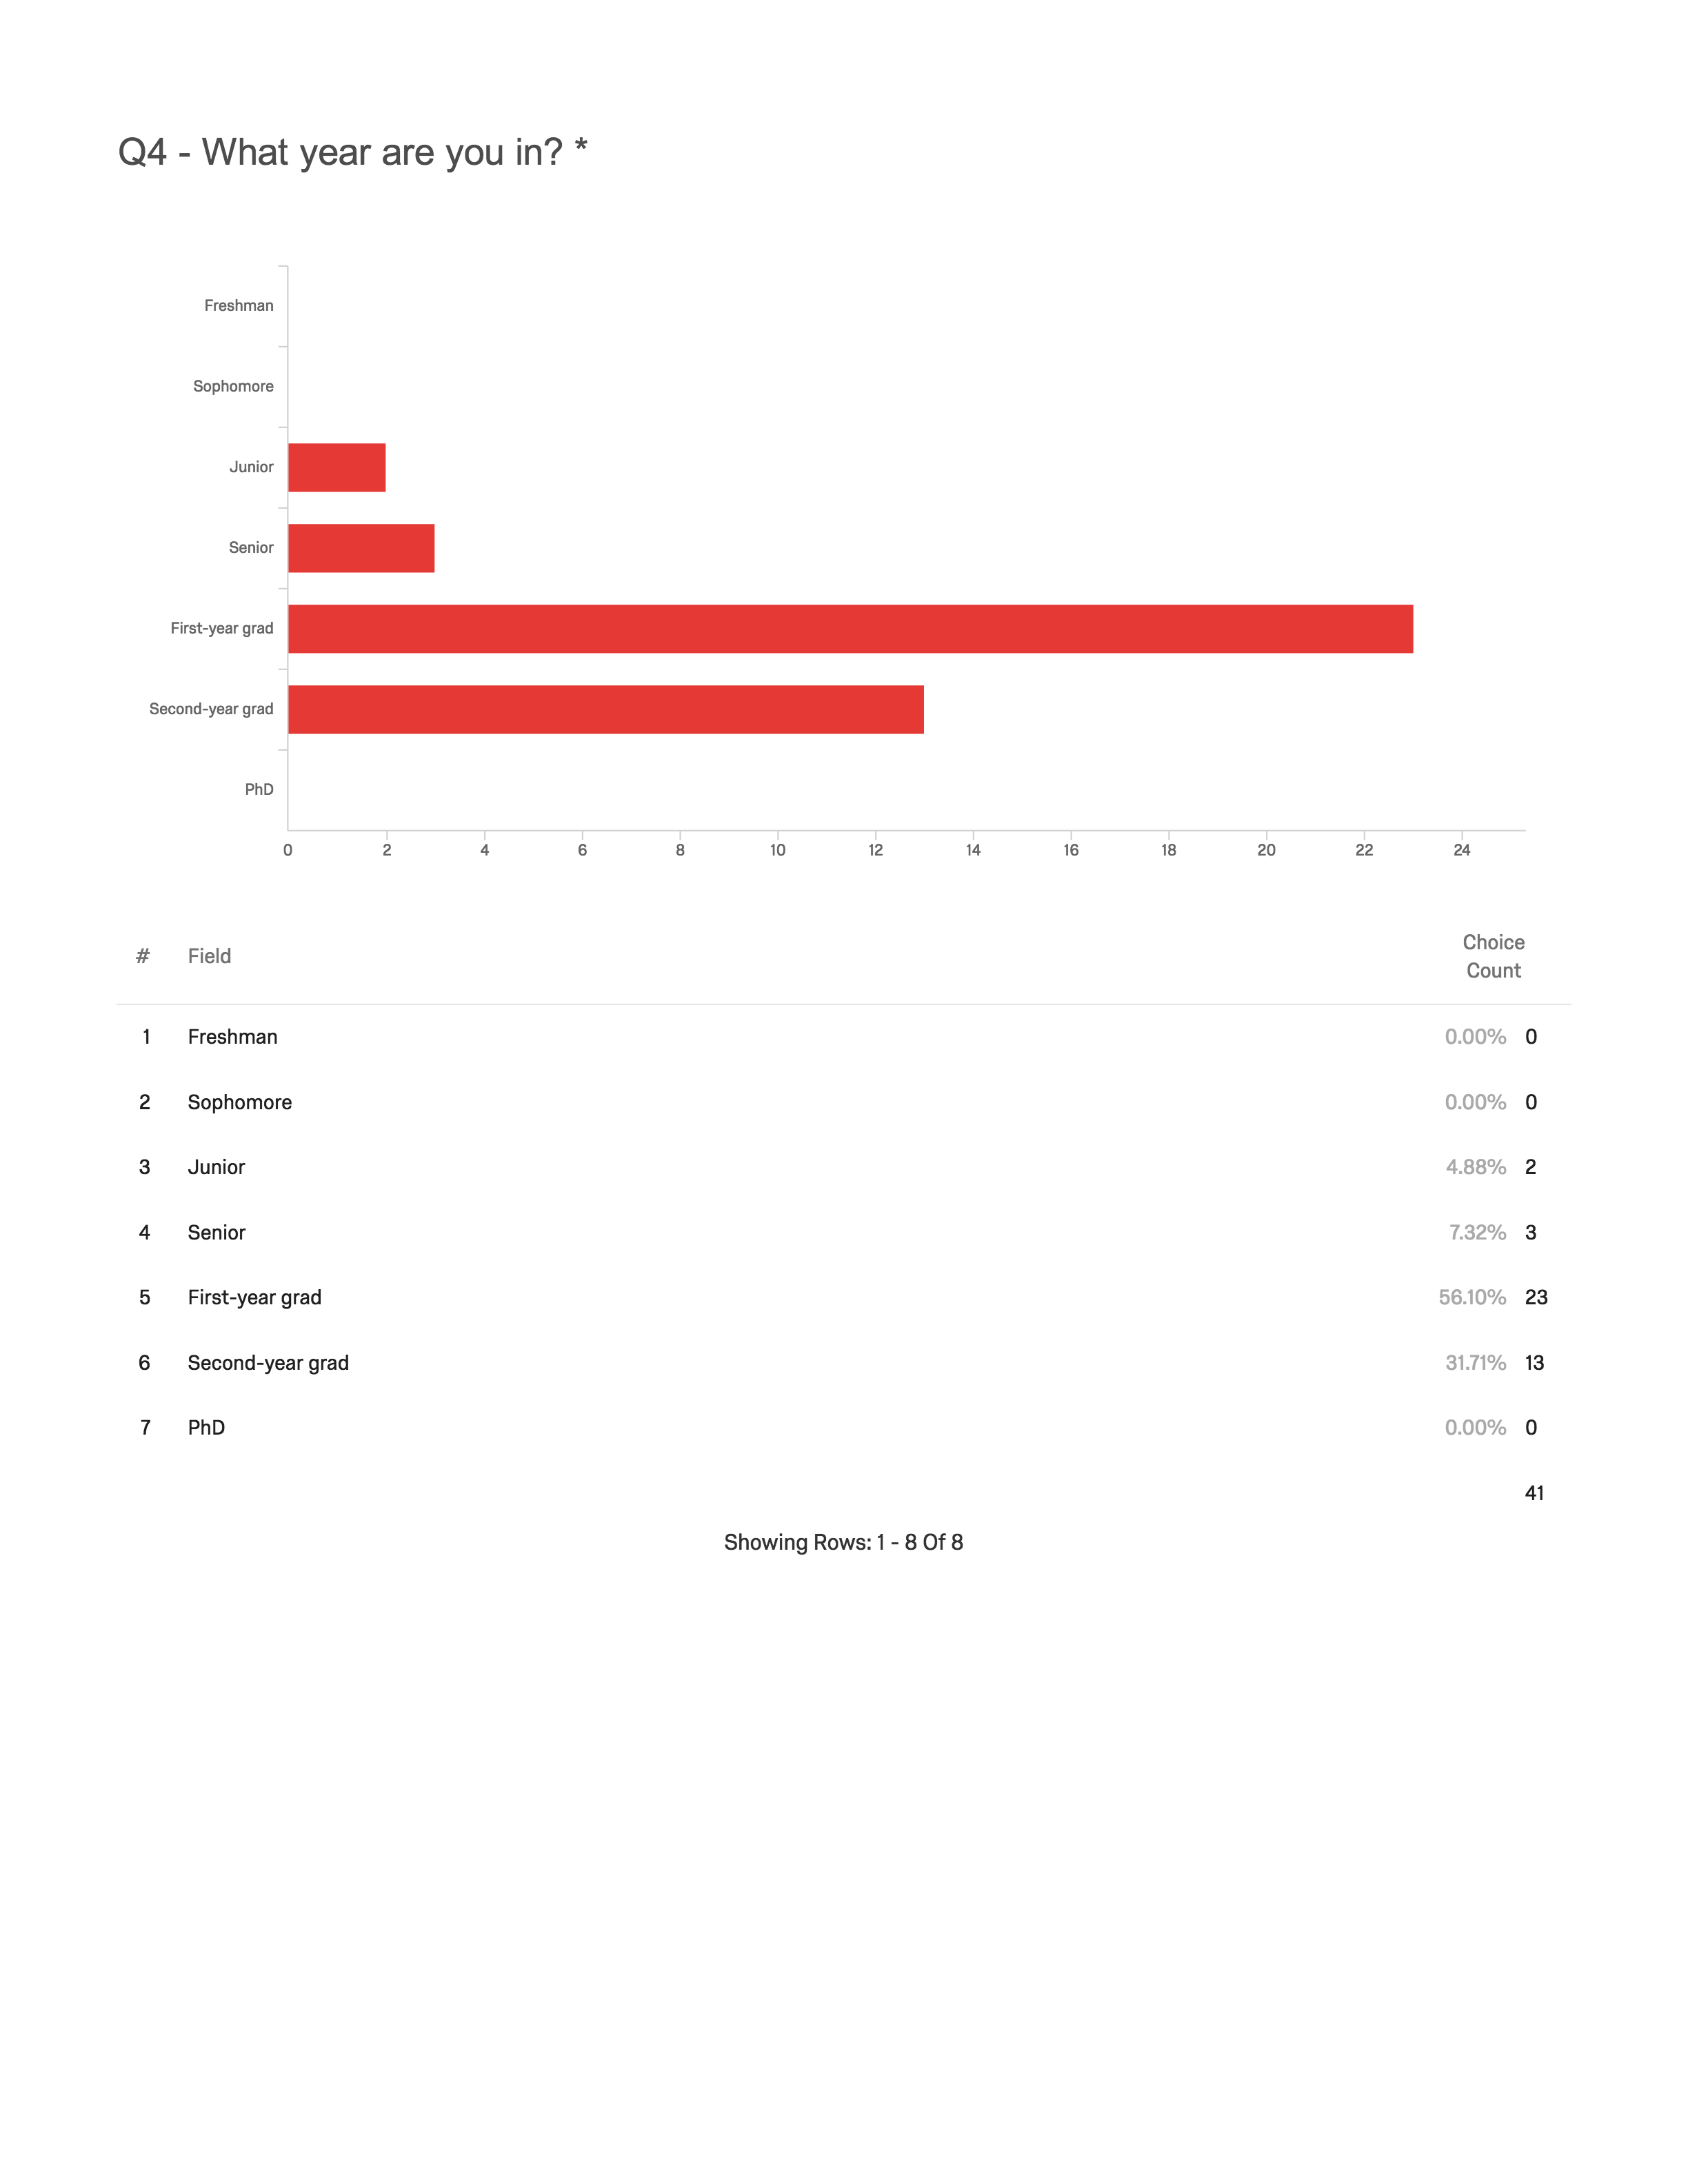 Q4 - What year are you in? *
Freshman
Sophomore
Junior
Senior
First-year grad
Second-year grad
PhD
0 2 4 6 8 10 12 14 16 18 20 22 24
# Field Choice Count
1 Freshman 0.00% 0
2 Sophomore 0.00% 0
3 Junior 4.88% 2
4 Senior 7.32% 3
5 First-year grad 56.10% 23
6 Second-year grad 31.71% 13
7 PhD 0.00% 0
41
Showing Rows: 1 - 8 Of 8